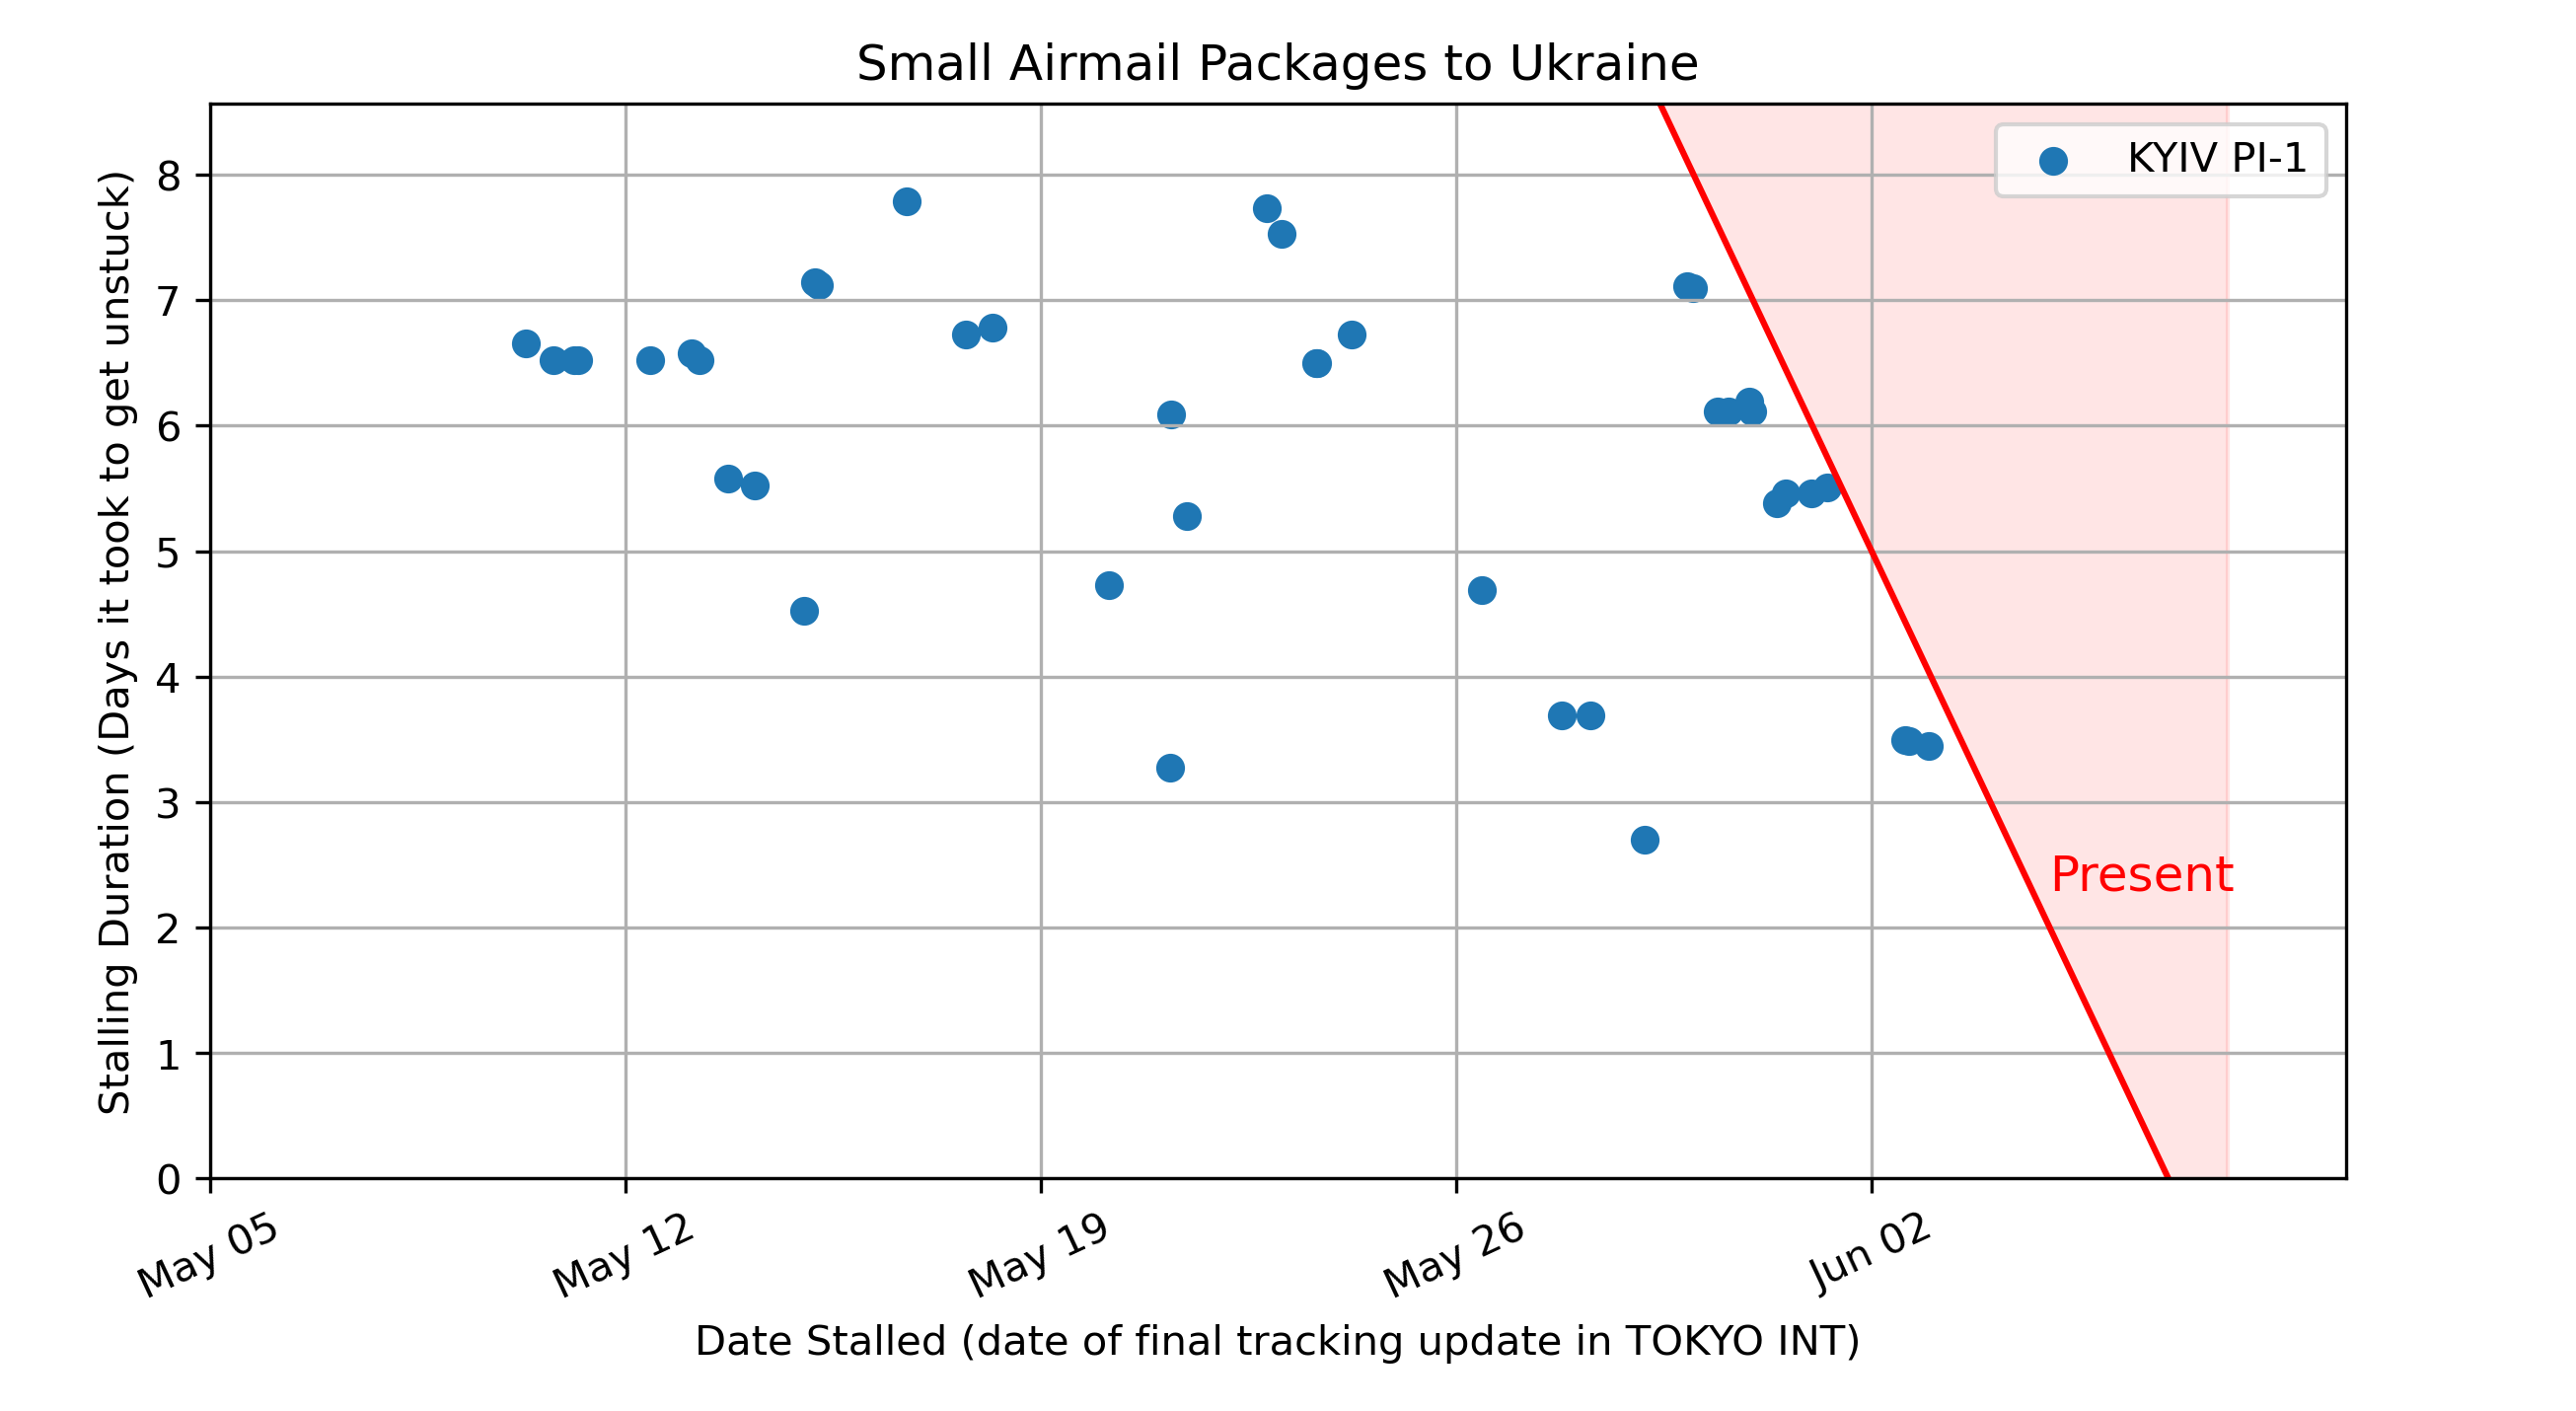 Small Airmail Packages to Ukraine
KYIV PI-1
Stalling Duration (Days it took to get unstuck)
8
7
6
5
4
3
2
1
0
Present
May 05
May 12
May 19
May 26
Jun 02
Date Stalled (date of final tracking update in TOKYO INT)